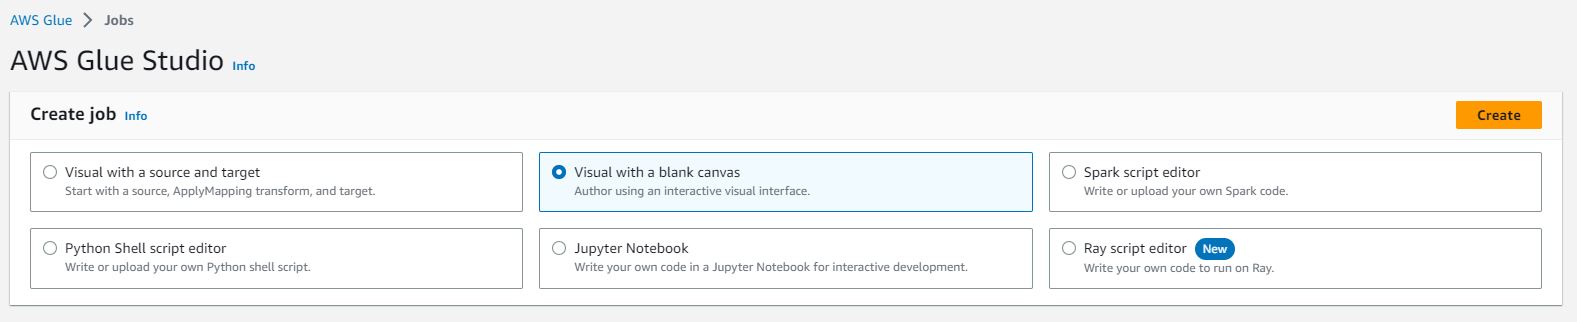 AWS Glue > Jobs
AWS Glue Studio Info
Create job Info
Create
Visual with a source and target
Start with a source, ApplyMapping transform, and target.
Visual with a blank canvas
Author using an interactive visual interface.
Spark script editor
Write or upload your own Spark code.
Python Shell script editor
Write or upload your own Python shell script.
Jupyter Notebook
Write your own code in a Jupyter Notebook for interactive development.
Ray script editor New
Write your own code to run on Ray.